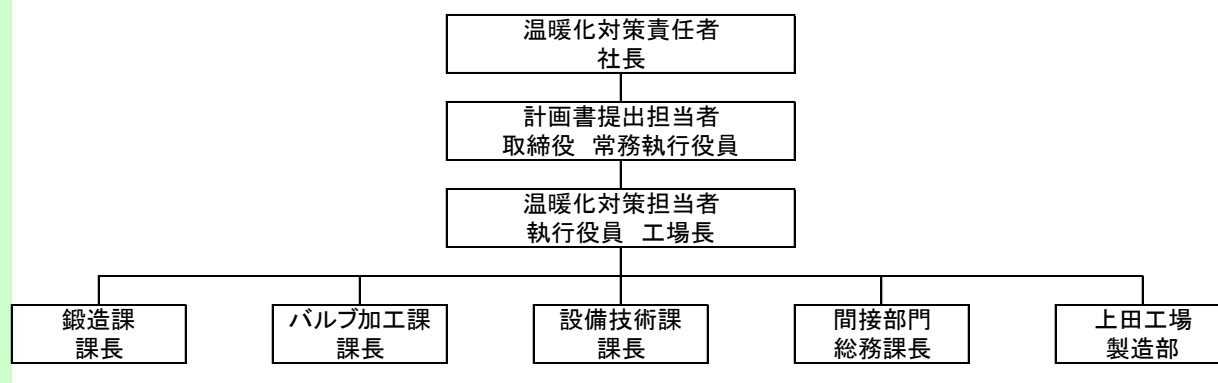 温暖化対策責任者
社長
計画書提出担当者
取締役　常務執行役員
温暖化対策担当者
執行役員　工場長
鍛造課
課長
バルブ加工課
課長
設備技術課
課長
間接部門
総務課長
上田工場
製造部